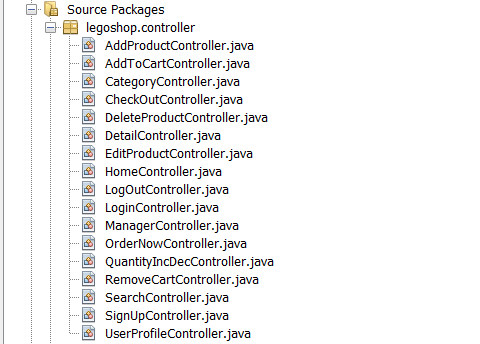 Source Packages
legoshop.controller
AddProductController.java
AddToCartController.java
CategoryController.java
CheckOutController.java
DeleteProductController.java
DetailController.java
EditProductController.java
HomeController.java
LogOutController.java
LoginController.java
ManagerController.java
OrderNowController.java
QuantityIncDecController.java
RemoveCartController.java
SearchController.java
SignUpController.java
UserProfileController.java